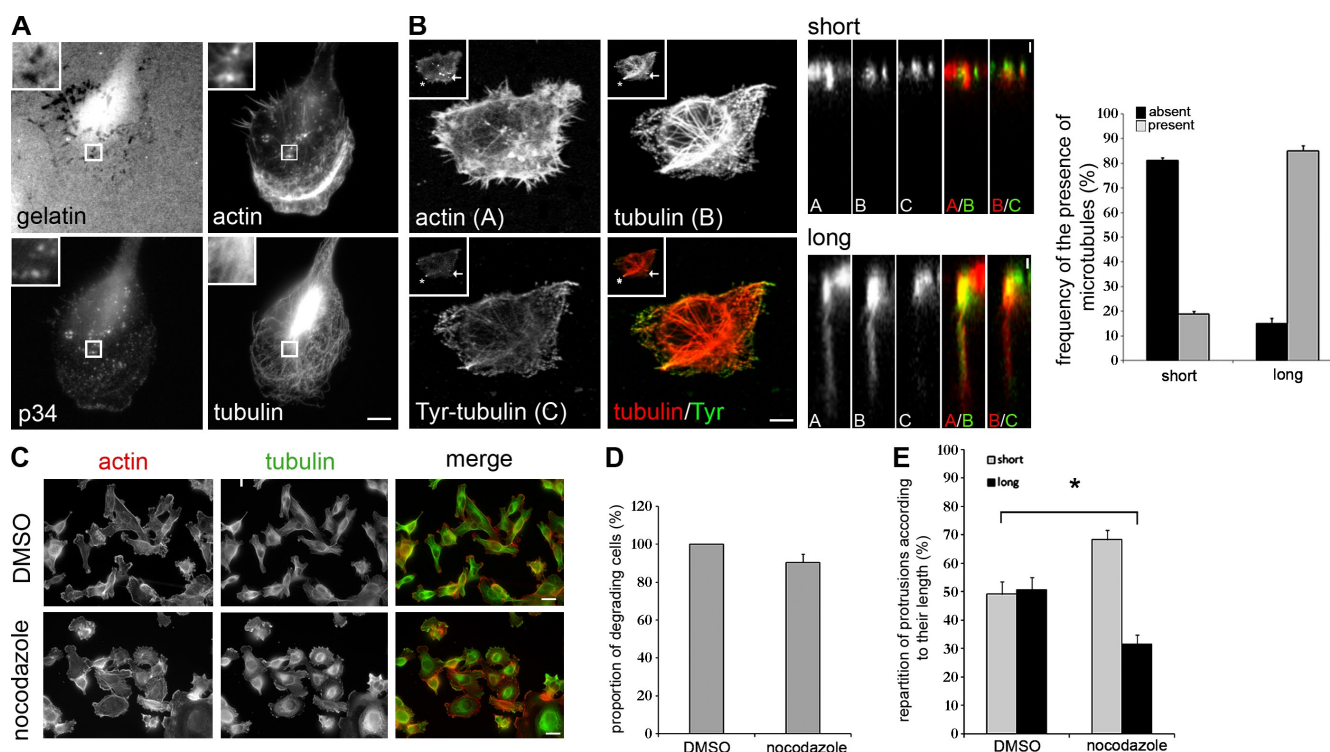 A
gelatin
actin
p34
tubulin
B
actin (A)
tubulin (B)
*
*
Tyr-tubulin (C)
tubulin/Tyr
*
*
short
A
B
C
A/B
B/C
long
A
B
C
A/B
B/C
frequency of the presence of
microtubules (%)
absent
present
100
90
80
70
60
50
40
30
20
10
0
short
long
C
actin
tubulin
merge
DMSO
nocodazole
D
proportion of degrading cells (%)
120
100
80
60
40
20
0
DMSO
nocodazole
E
repartition of protrusions according
to their length (%)
short
long
*
100
90
80
70
60
50
40
30
20
10
0
DMSO
nocodazole